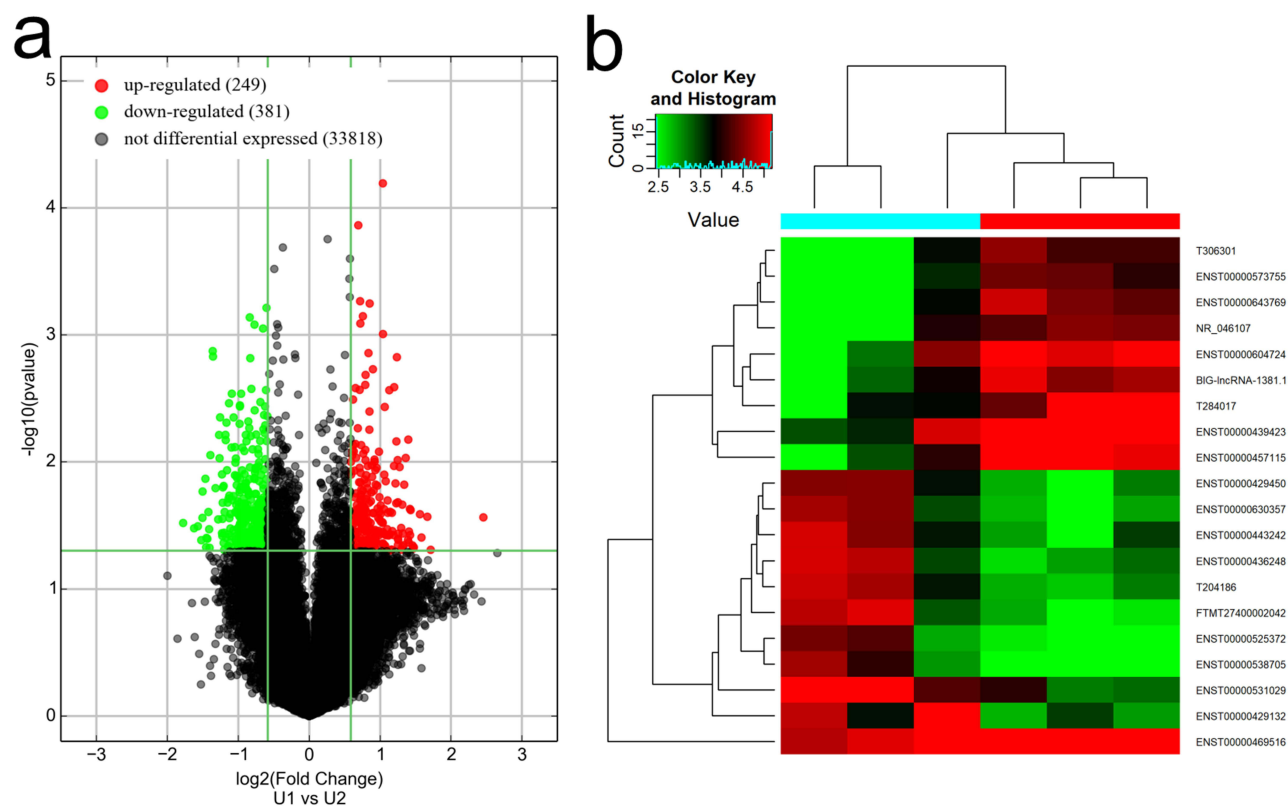 a
up-regulated (249)
down-regulated (381)
not differential expressed (33818)
5
4
3
2
1
0
-log10(pvalue)
−3 −2 −1 0 1 2 3
log2(Fold Change)
U1 vs U2
b
Color Key
and Histogram
Count
0 15
2.5 3.5 4.5
Value
T306301
ENST00000573755
ENST00000643769
NR_046107
ENST00000604724
BIG-lncRNA-1381.1
T284017
ENST00000439423
ENST00000457115
ENST00000429450
ENST00000630357
ENST00000443242
ENST00000436248
T204186
FTMT27400002042
ENST00000525372
ENST00000538705
ENST00000531029
ENST00000429132
ENST00000469516